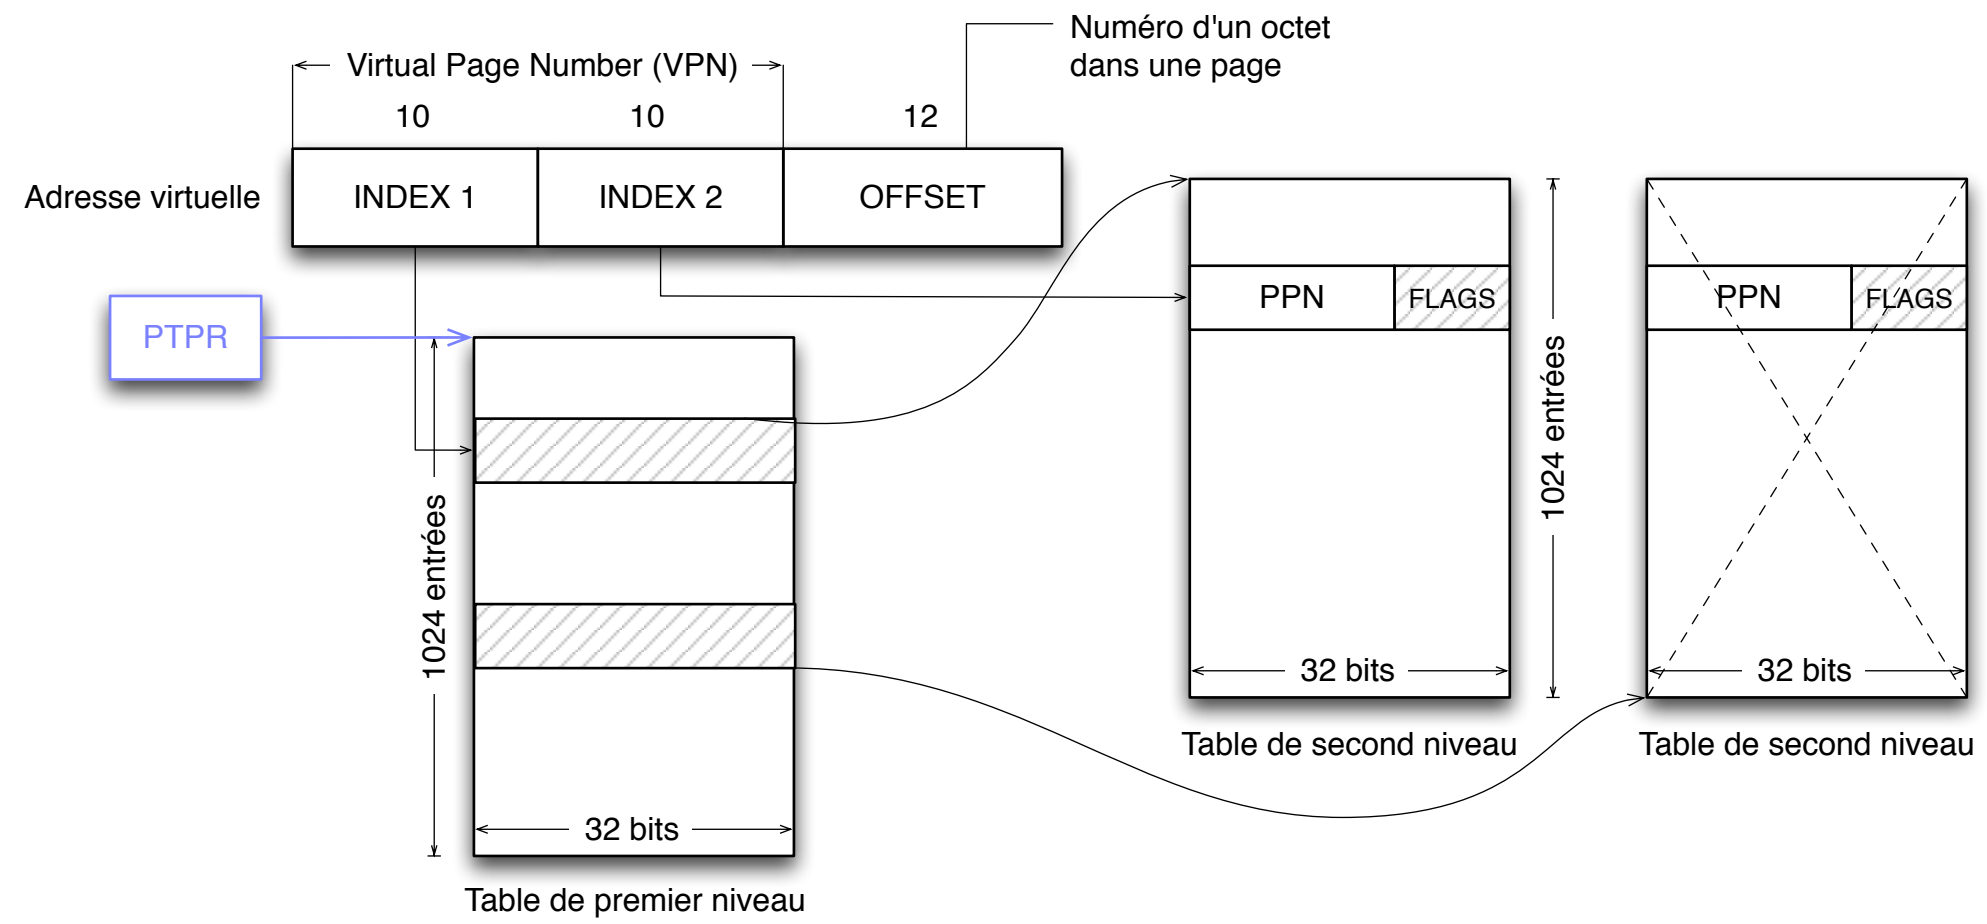 Numéro d'un octet
dans une page
Virtual Page Number (VPN)
10
10
12
Adresse virtuelle
INDEX 1
INDEX 2
OFFSET
PTPR
PPN
FLAGS
PPN
FLAGS
1024 entrées
1024 entrées
32 bits
32 bits
Table de second niveau
Table de second niveau
32 bits
Table de premier niveau